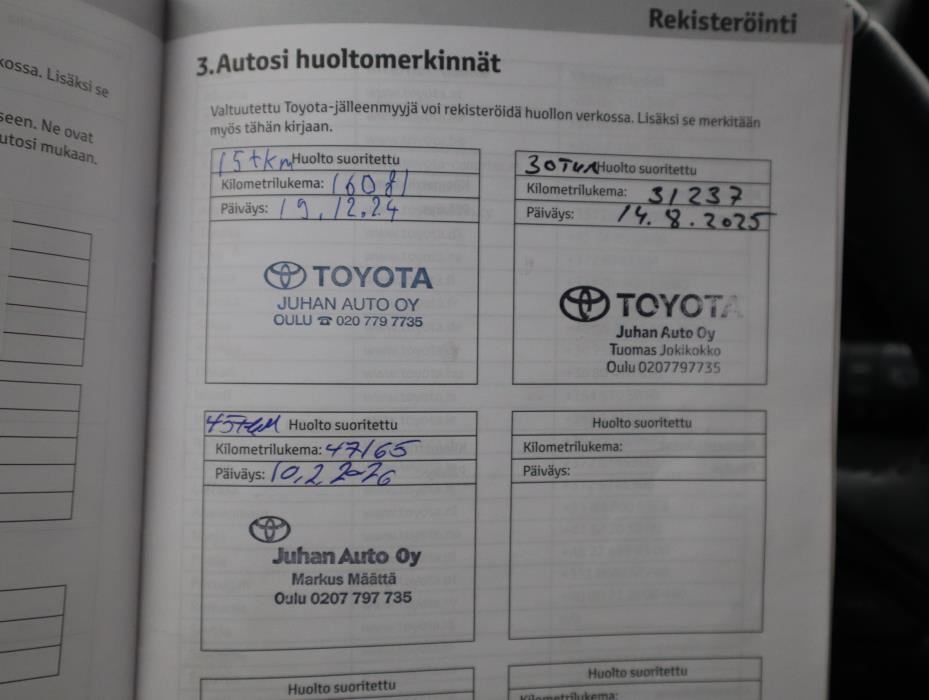 kossa. Lisäksi se
seen. Ne ovat
utosi mukaan.
Rekisteröinti
3. Autosi huoltomerkinnät
Valtuutettu Toyota-jälleenmyyjä voi rekisteröidä huollon verkossa. Lisäksi se merkitään
myös tähän kirjaan.
15tkm Huolto suoritettu
Kilometrilukema: 16081
Päiväys: 19.12.24
TOYOTA
JUHAN AUTO OY
OULU ☎ 020 779 7735
30TKM Huolto suoritettu
Kilometrilukema: 31237
Päiväys: 14.8.2025
TOYOTA
Juhan Auto Oy
Tuomas Jokikokko
Oulu 0207797735
45tkm Huolto suoritettu
Kilometrilukema: 47165
Päiväys: 10.2.2026
Juhan Auto Oy
Markus Määttä
Oulu 0207 797 735
Huolto suoritettu
Kilometrilukema:
Päiväys:
Huolto suoritettu
Huolto suoritettu
Kilometrilukema: